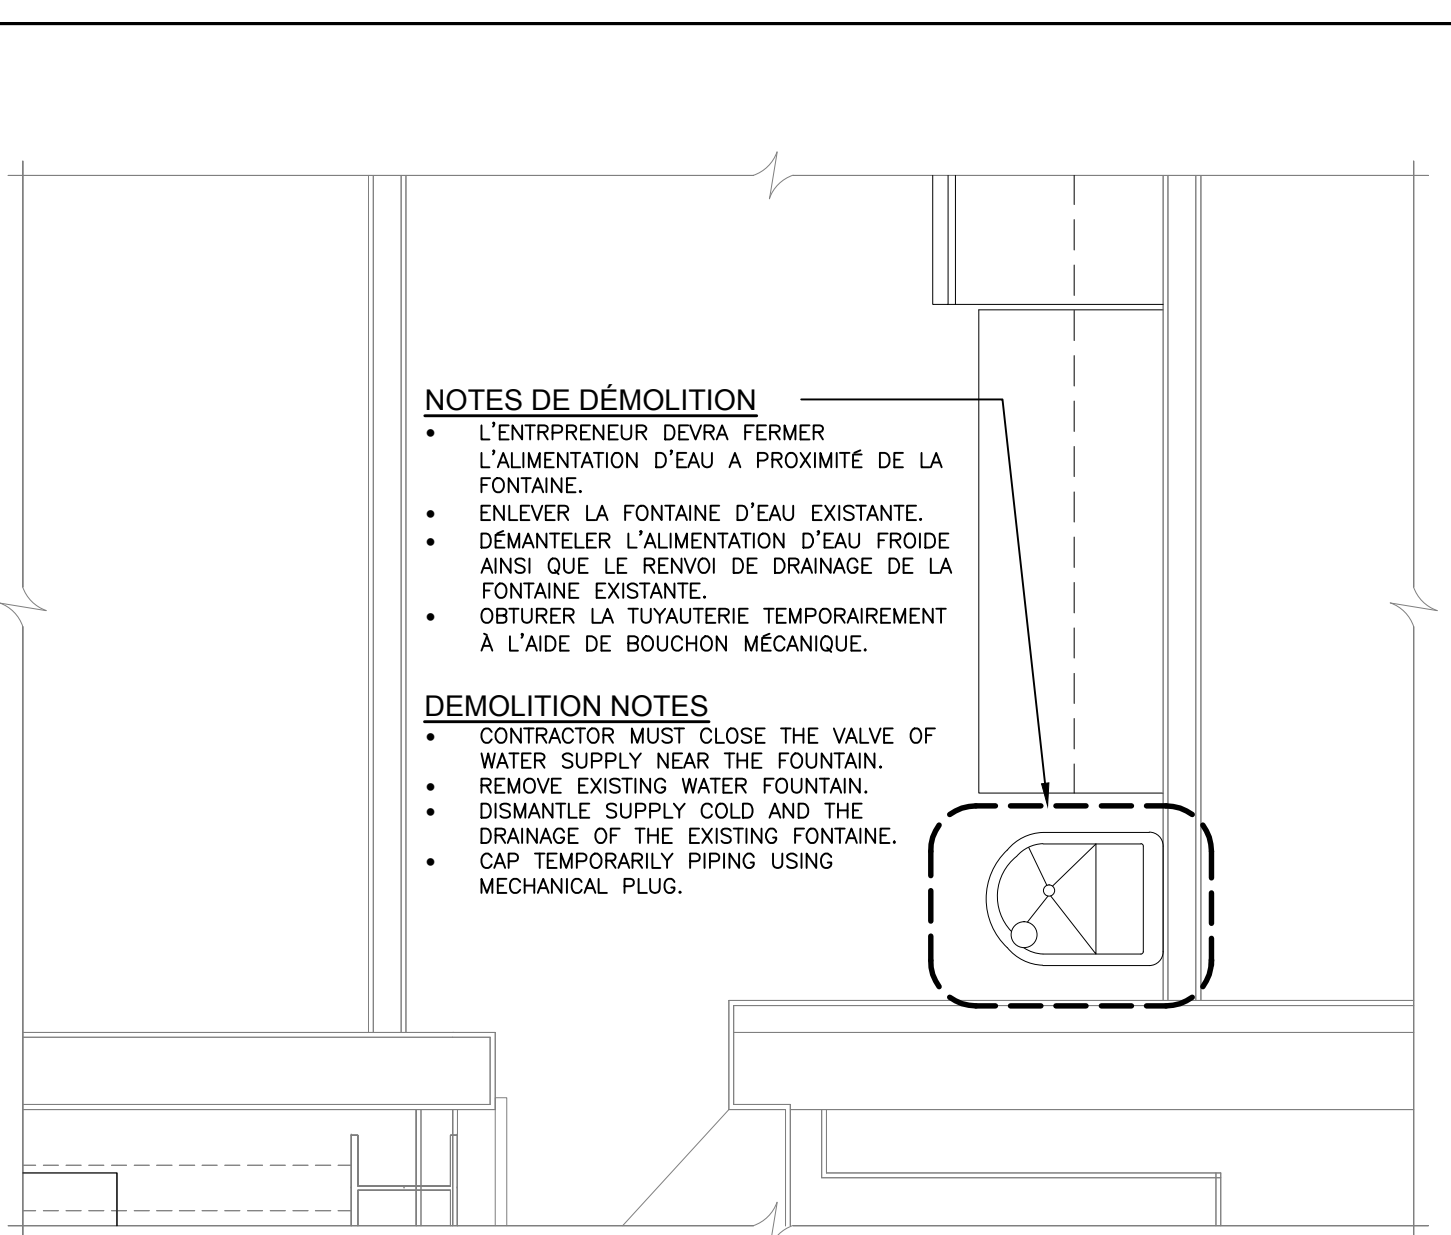 NOTES DE DÉMOLITION
• L'ENTRPRENEUR DEVRA FERMER
L'ALIMENTATION D'EAU A PROXIMITÉ DE LA
FONTAINE.
• ENLEVER LA FONTAINE D'EAU EXISTANTE.
• DÉMANTELER L'ALIMENTATION D'EAU FROIDE
AINSI QUE LE RENVOI DE DRAINAGE DE LA
FONTAINE EXISTANTE.
• OBTURER LA TUYAUTERIE TEMPORAIREMENT
À L'AIDE DE BOUCHON MÉCANIQUE.
DEMOLITION NOTES
• CONTRACTOR MUST CLOSE THE VALVE OF
WATER SUPPLY NEAR THE FOUNTAIN.
• REMOVE EXISTING WATER FOUNTAIN.
• DISMANTLE SUPPLY COLD AND THE
DRAINAGE OF THE EXISTING FONTAINE.
• CAP TEMPORARILY PIPING USING
MECHANICAL PLUG.